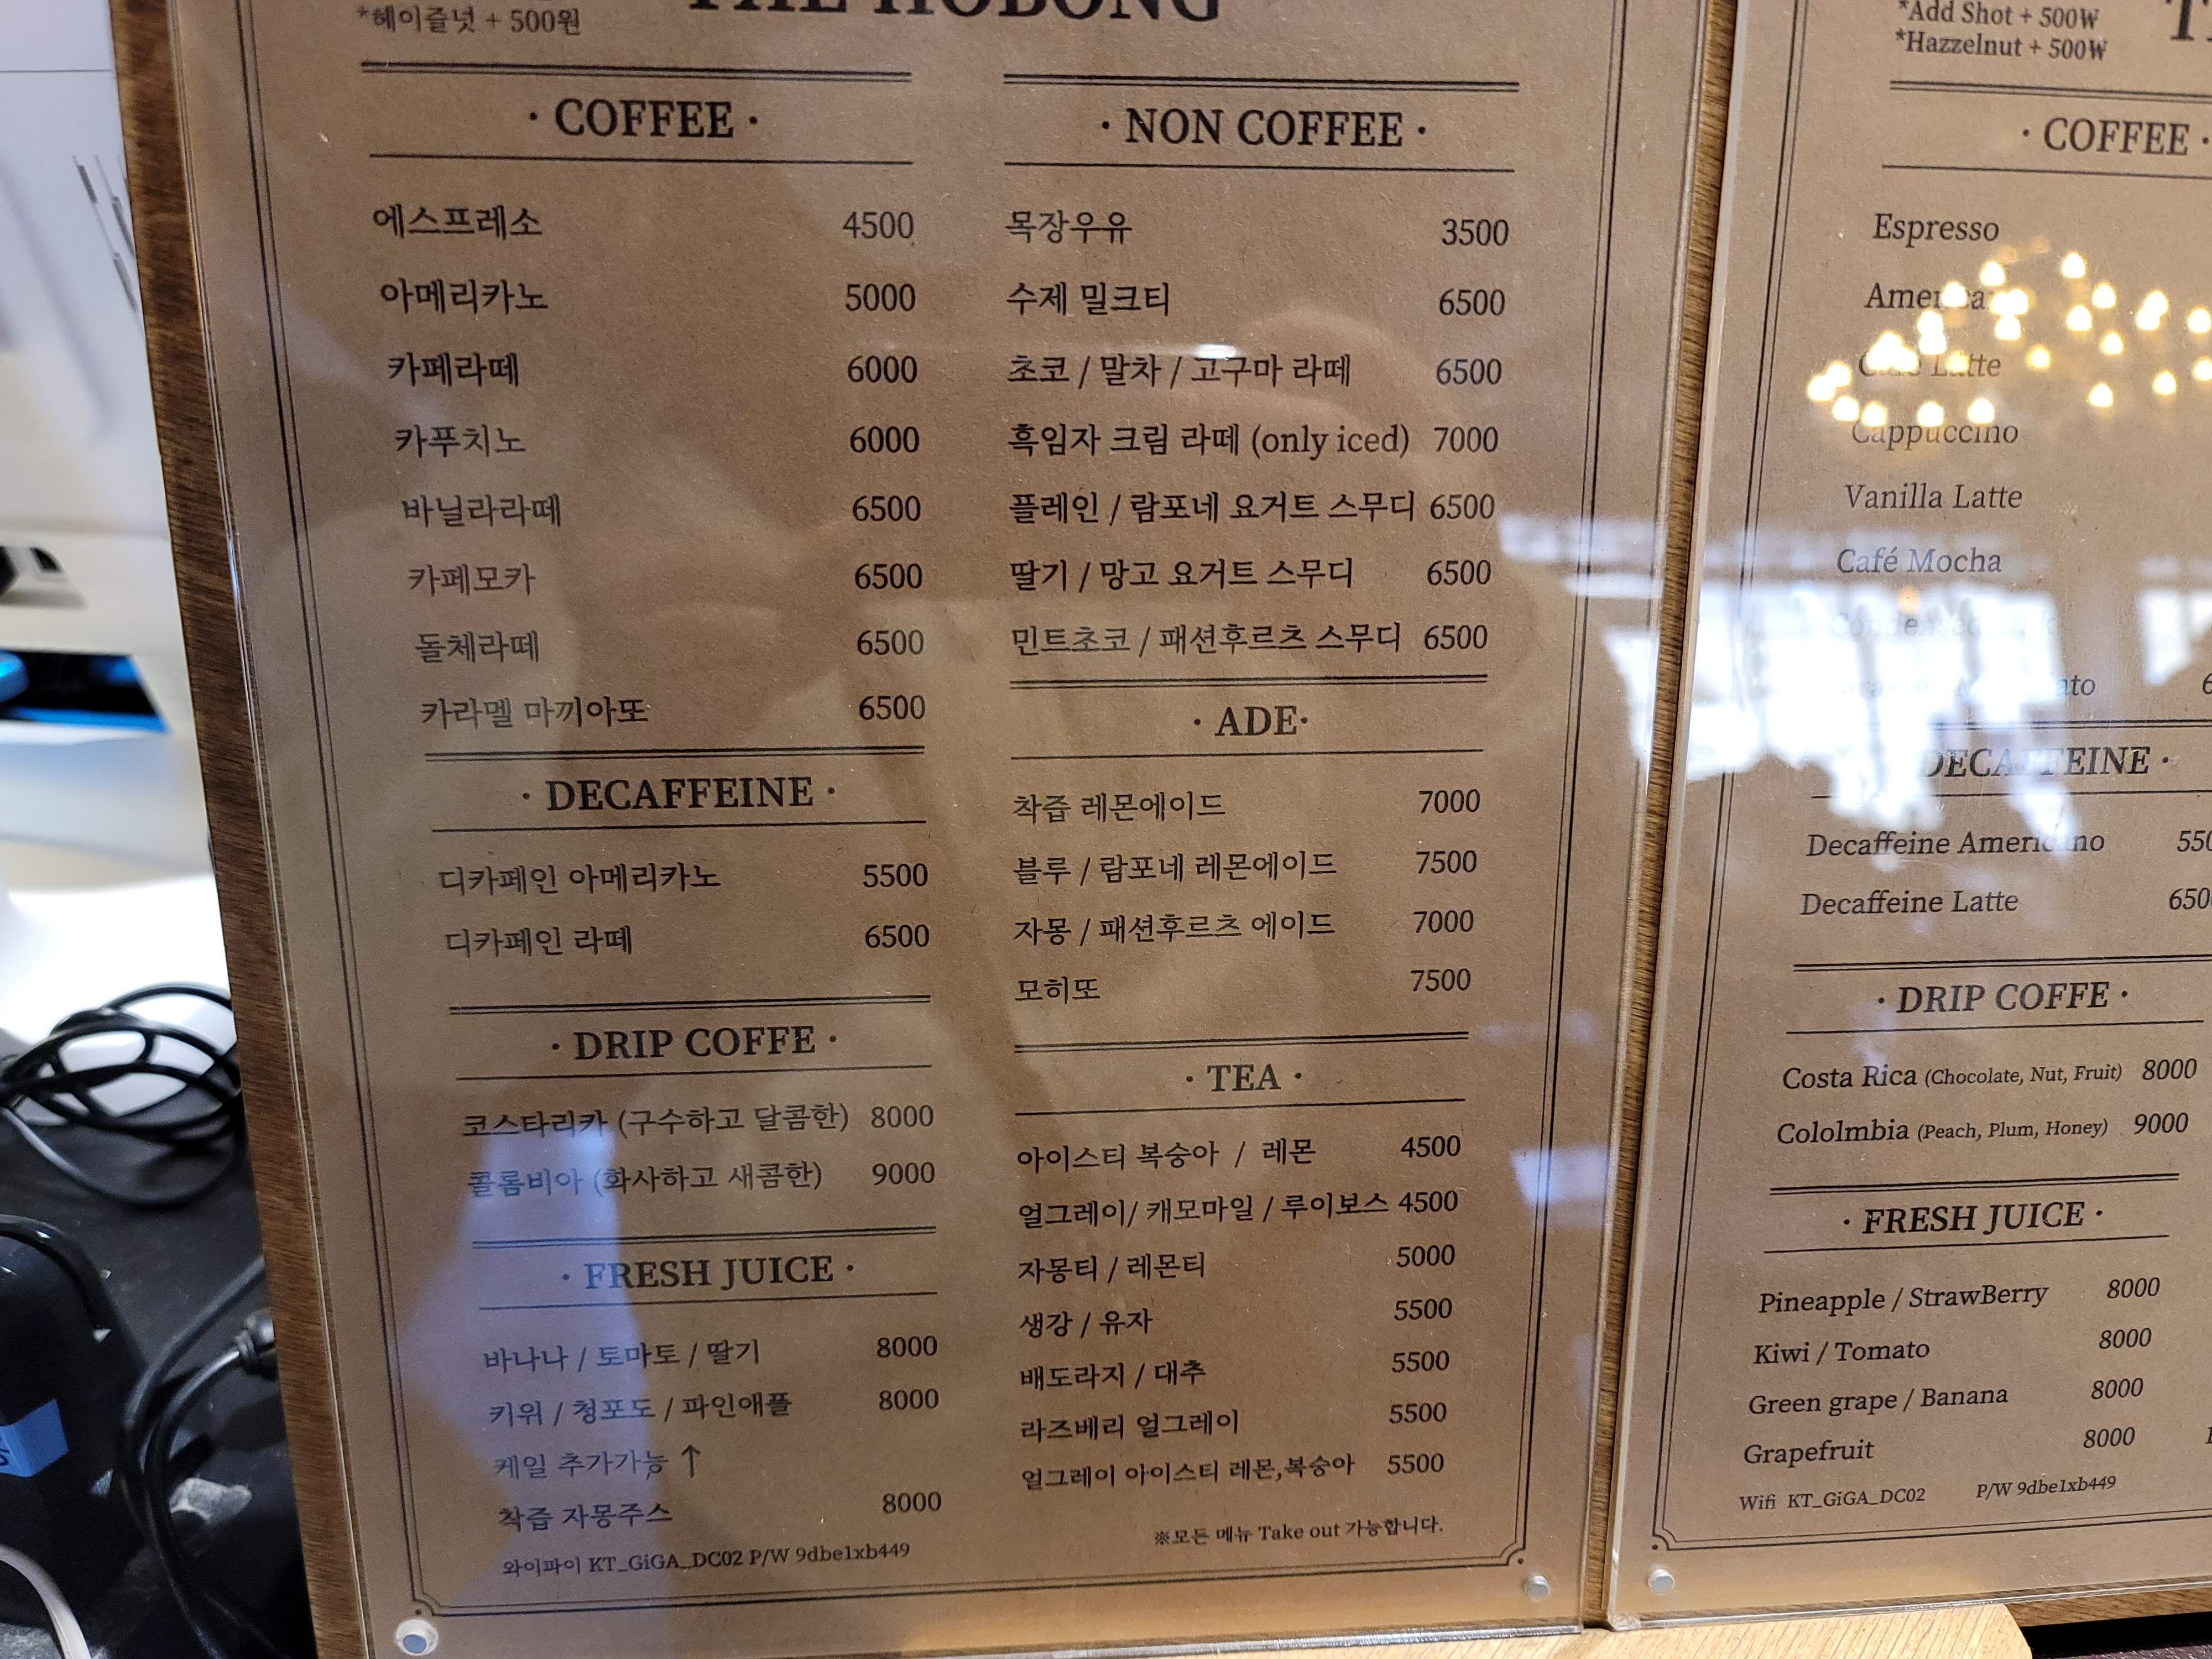 *헤이즐넛 + 500원
THE HOBONG
· COFFEE ·
에스프레소 4500
아메리카노 5000
카페라떼 6000
카푸치노 6000
바닐라라떼 6500
카페모카 6500
돌체라떼 6500
카라멜 마끼아또 6500
· DECAFFEINE ·
디카페인 아메리카노 5500
디카페인 라떼 6500
· DRIP COFFE ·
코스타리카 (구수하고 달콤한) 8000
콜롬비아 (화사하고 새콤한) 9000
· FRESH JUICE ·
바나나 / 토마토 / 딸기 8000
키위 / 청포도 / 파인애플 8000
케일 추가가능 ↑
착즙 자몽주스 8000
와이파이 KT_GiGA_DC02 P/W 9dbe1xb449
· NON COFFEE ·
목장우유 3500
수제 밀크티 6500
초코 / 말차 / 고구마 라떼 6500
흑임자 크림 라떼 (only iced) 7000
플레인 / 람포네 요거트 스무디 6500
딸기 / 망고 요거트 스무디 6500
민트초코 / 패션후르츠 스무디 6500
· ADE·
착즙 레몬에이드 7000
블루 / 람포네 레몬에이드 7500
자몽 / 패션후르츠 에이드 7000
모히또 7500
· TEA ·
아이스티 복숭아 / 레몬 4500
얼그레이/ 캐모마일 / 루이보스 4500
자몽티 / 레몬티 5000
생강 / 유자 5500
배도라지 / 대추 5500
라즈베리 얼그레이 5500
얼그레이 아이스티 레몬,복숭아 5500
※모든 메뉴 Take out 가능합니다.
*Add Shot + 500W
*Hazzelnut + 500W
· COFFEE ·
Espresso
Cafe Latte
Cappuccino
Vanilla Latte
Café Mocha
DECAFFEINE ·
Decaffeine Americano
Decaffeine Latte
· DRIP COFFE ·
Costa Rica (Chocolate, Nut, Fruit) 8000
Cololmbia (Peach, Plum, Honey) 9000
· FRESH JUICE ·
Pineapple / StrawBerry 8000
Kiwi / Tomato 8000
Green grape / Banana 8000
Grapefruit 8000
Wifi KT_GiGA_DC02 P/W 9dbe1xb449